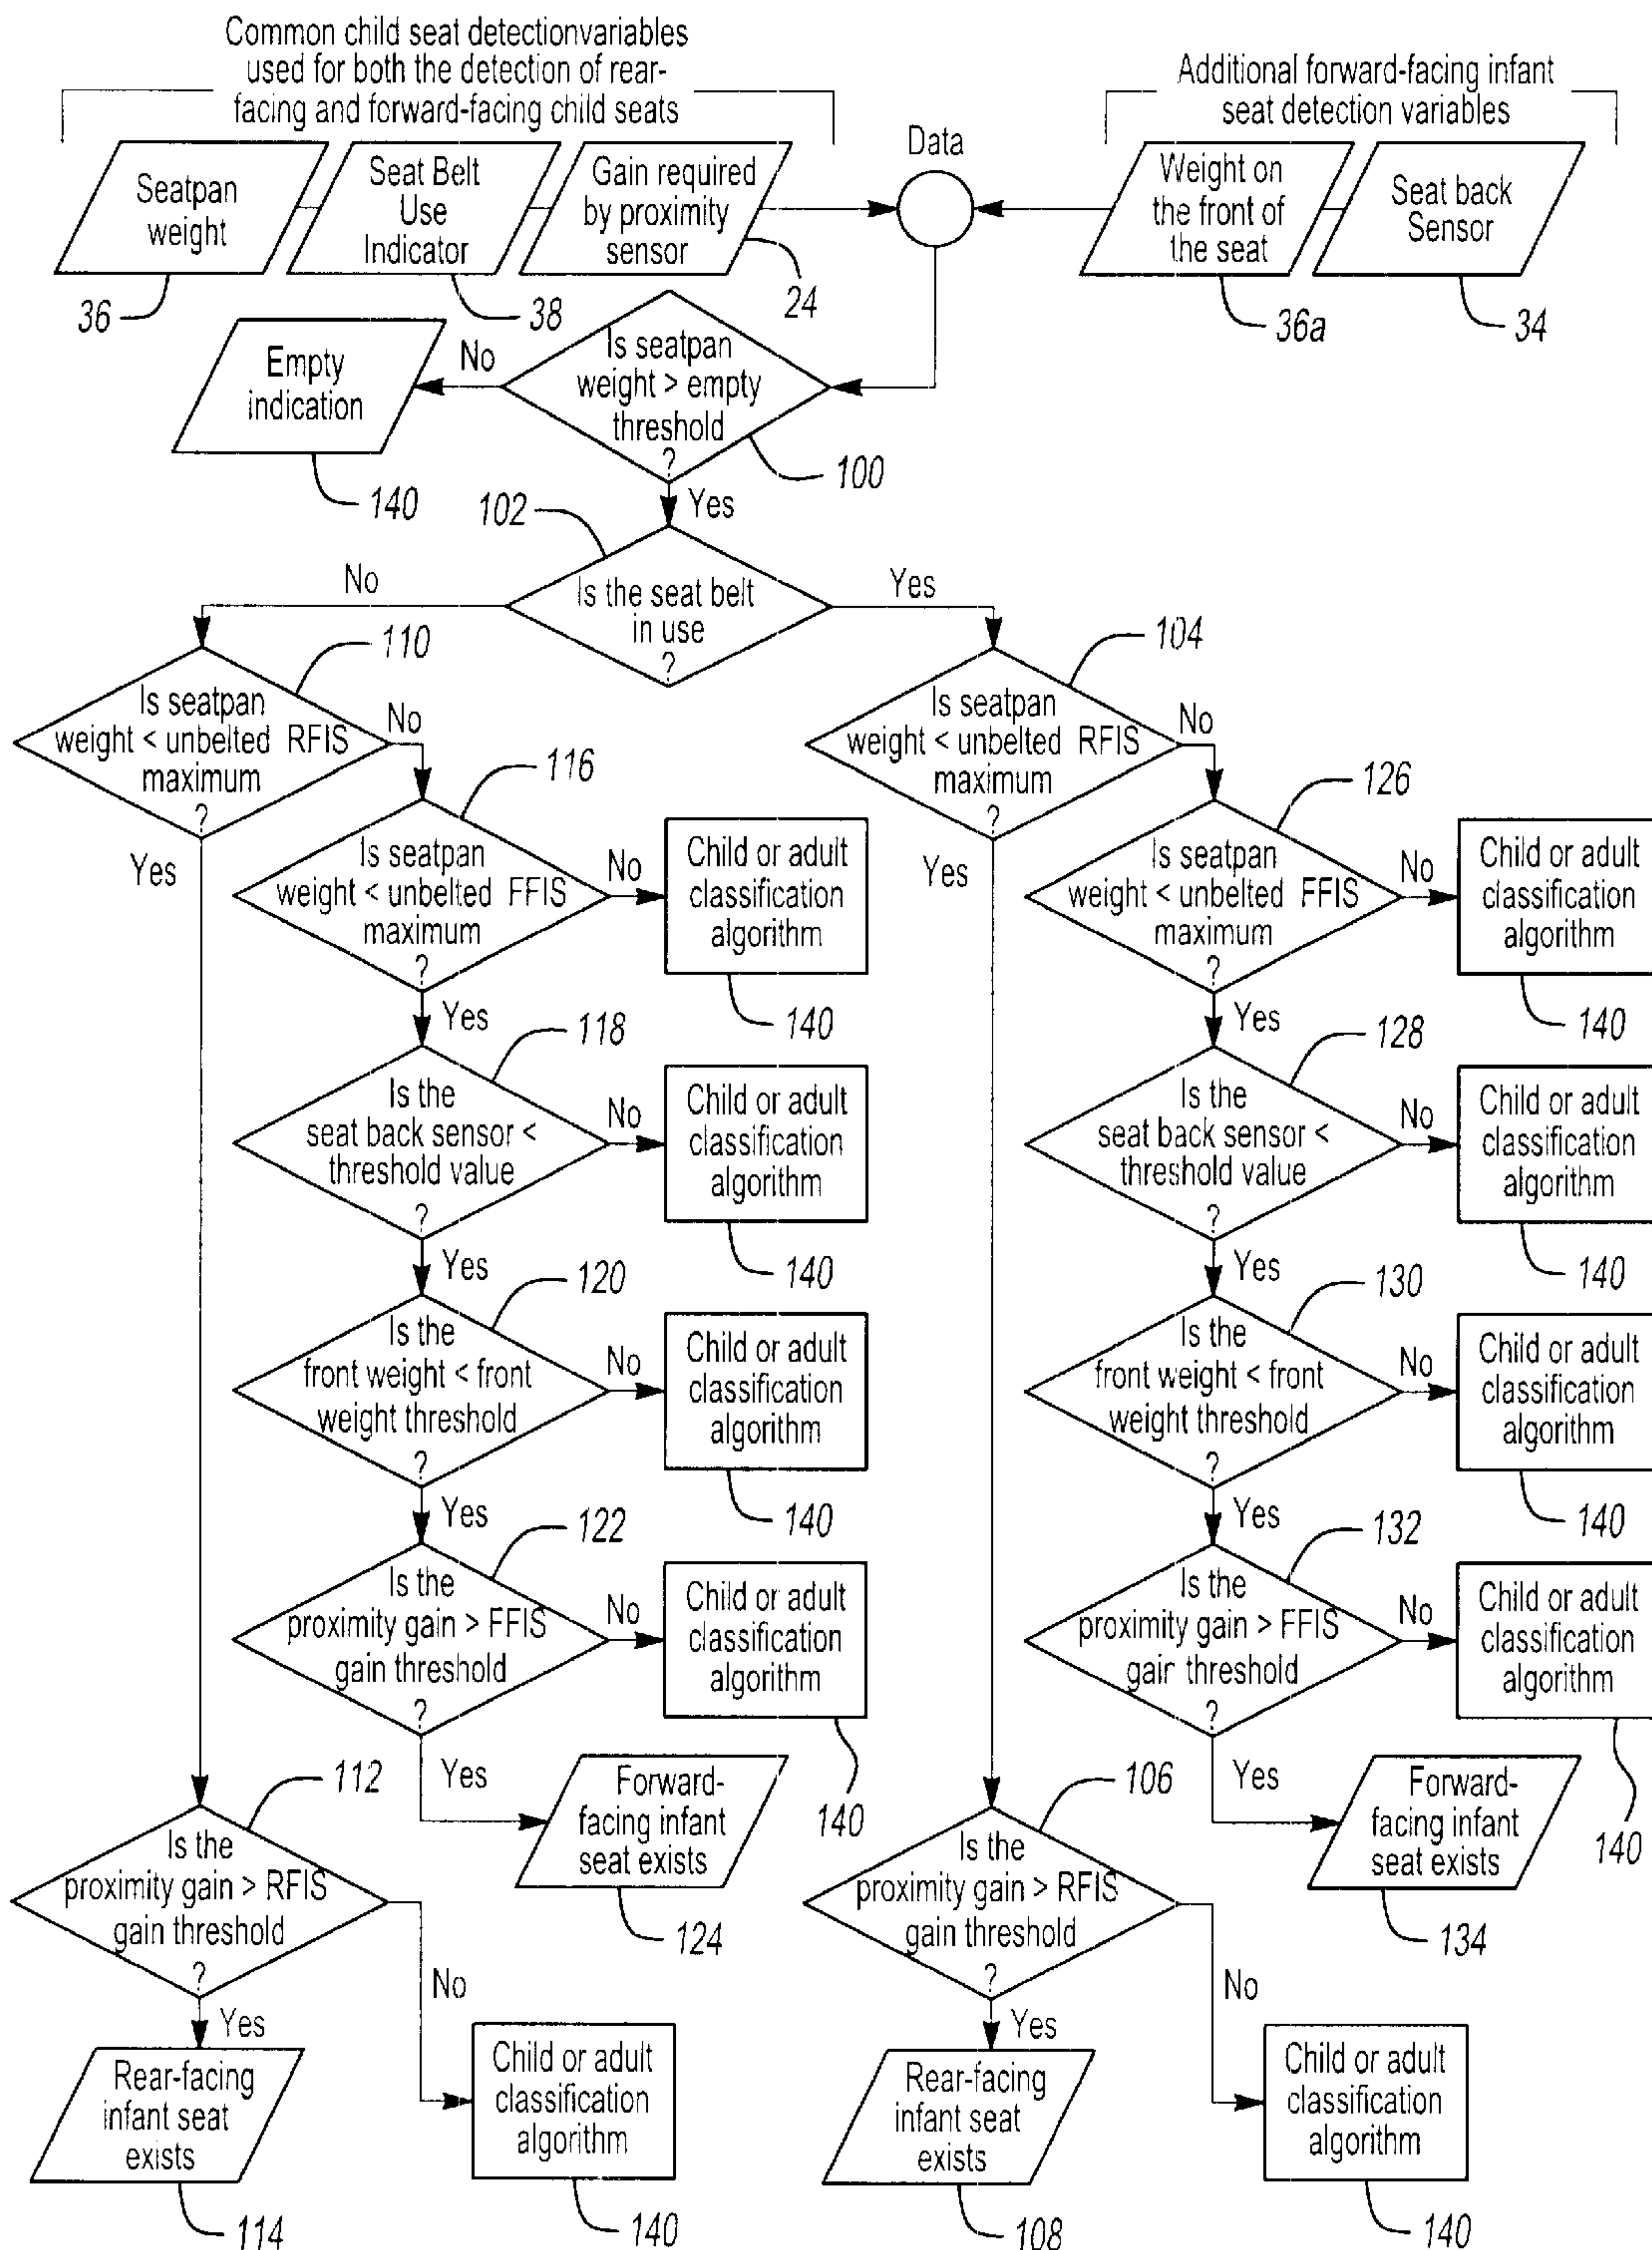 Common child seat detectionvariables
used for both the detection of rear-
facing and forward-facing child seats
Additional forward-facing infant
seat detection variables
Data
Seatpan
weight
Seat Belt
Use
Indicator
Gain required
by proximity
sensor
Weight on
the front of
the seat
Seat back
Sensor
36
38
24
36a
34
Empty
indication
No
Is seatpan
weight > empty
threshold
?
140
100
Yes
102
No
Is the seat belt
in use
?
Yes
110
104
Is seatpan
weight < unbelted RFIS
maximum
?
No
Is seatpan
weight < unbelted RFIS
maximum
?
No
116
126
Yes
Is seatpan
weight < unbelted FFIS
maximum
?
No
Child or adult
classification
algorithm
Yes
Is seatpan
weight < unbelted FFIS
maximum
?
No
Child or adult
classification
algorithm
140
140
Yes
118
Yes
128
Is the
seat back sensor <
threshold value
?
No
Child or adult
classification
algorithm
Is the
seat back sensor <
threshold value
?
No
Child or adult
classification
algorithm
140
140
Yes
120
Yes
130
Is the
front weight < front
weight threshold
?
No
Child or adult
classification
algorithm
Is the
front weight < front
weight threshold
?
No
Child or adult
classification
algorithm
140
140
Yes
122
Yes
132
Is the
proximity gain > FFIS
gain threshold
?
No
Child or adult
classification
algorithm
Is the
proximity gain > FFIS
gain threshold
?
No
Child or adult
classification
algorithm
140
140
112
Yes
Forward-
facing infant
seat exists
106
Yes
Forward-
facing infant
seat exists
124
134
Is the
proximity gain > RFIS
gain threshold
?
No
Is the
proximity gain > RFIS
gain threshold
?
No
Yes
Yes
Rear-facing
infant seat
exists
Child or adult
classification
algorithm
Rear-facing
infant seat
exists
Child or adult
classification
algorithm
114
140
108
140